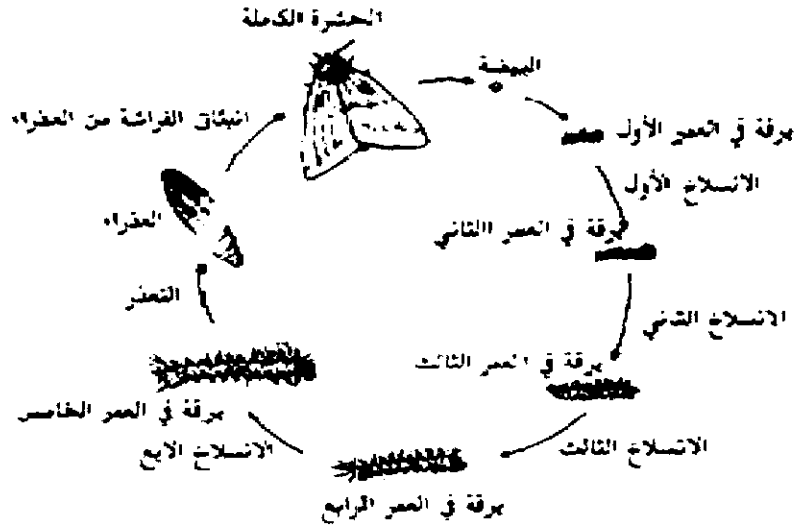 الحشرة الكاملة
البيضة
يرقة في العمر الأول
الانسلاخ الأول
يرقة في العمر الثاني
الانسلاخ الثاني
يرقة في العمر الثالث
الانسلاخ الثالث
يرقة في العمر الرابع
الانسلاخ الابع
يرقة في العمر الخامس
التعذر
العذراء
انبثاق الفراشة من العذراء